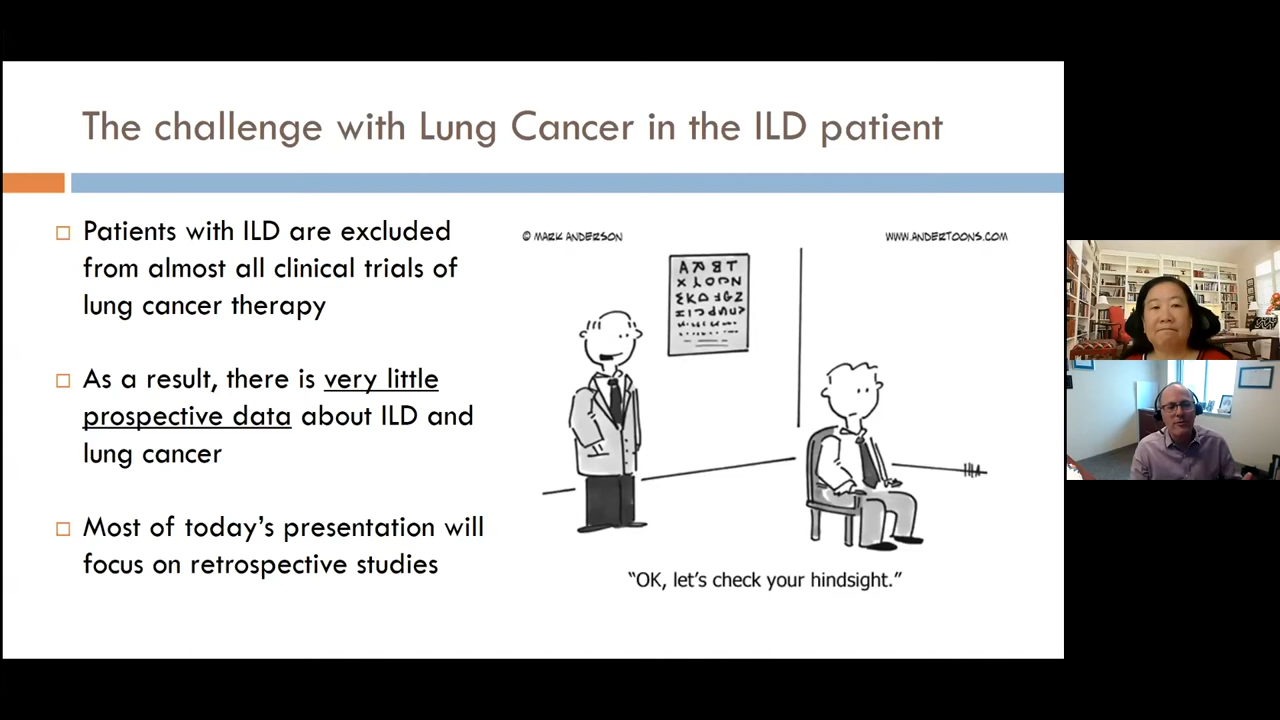 The challenge with Lung Cancer in the ILD patient
Patients with ILD are excluded
from almost all clinical trials of
lung cancer therapy
As a result, there is very little
prospective data about ILD and
lung cancer
Most of today's presentation will
focus on retrospective studies
© MARK ANDERSON
WWW.ANDERTOONS.COM
"OK, let's check your hindsight."